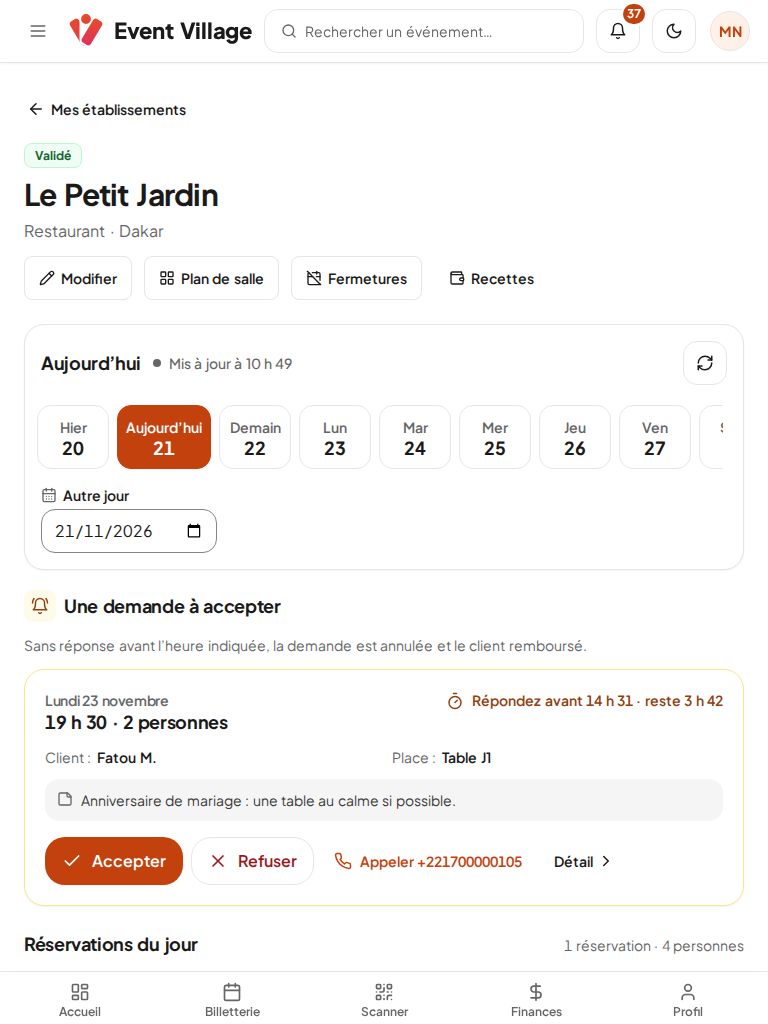 Event Village
Rechercher un événement…
37
MN
Mes établissements
Validé
Le Petit Jardin
Restaurant · Dakar
Modifier
Plan de salle
Fermetures
Recettes
Aujourd’hui
Mis à jour à 10 h 49
Hier
20
Aujourd’hui
21
Demain
22
Lun
23
Mar
24
Mer
25
Jeu
26
Ven
27
Autre jour
21/11/2026
Une demande à accepter
Sans réponse avant l’heure indiquée, la demande est annulée et le client remboursé.
Lundi 23 novembre
Répondez avant 14 h 31 · reste 3 h 42
19 h 30 · 2 personnes
Client : Fatou M.
Place : Table J1
Anniversaire de mariage : une table au calme si possible.
Accepter
Refuser
Appeler +221700000105
Détail
Réservations du jour
1 réservation · 4 personnes
Accueil
Billetterie
Scanner
Finances
Profil